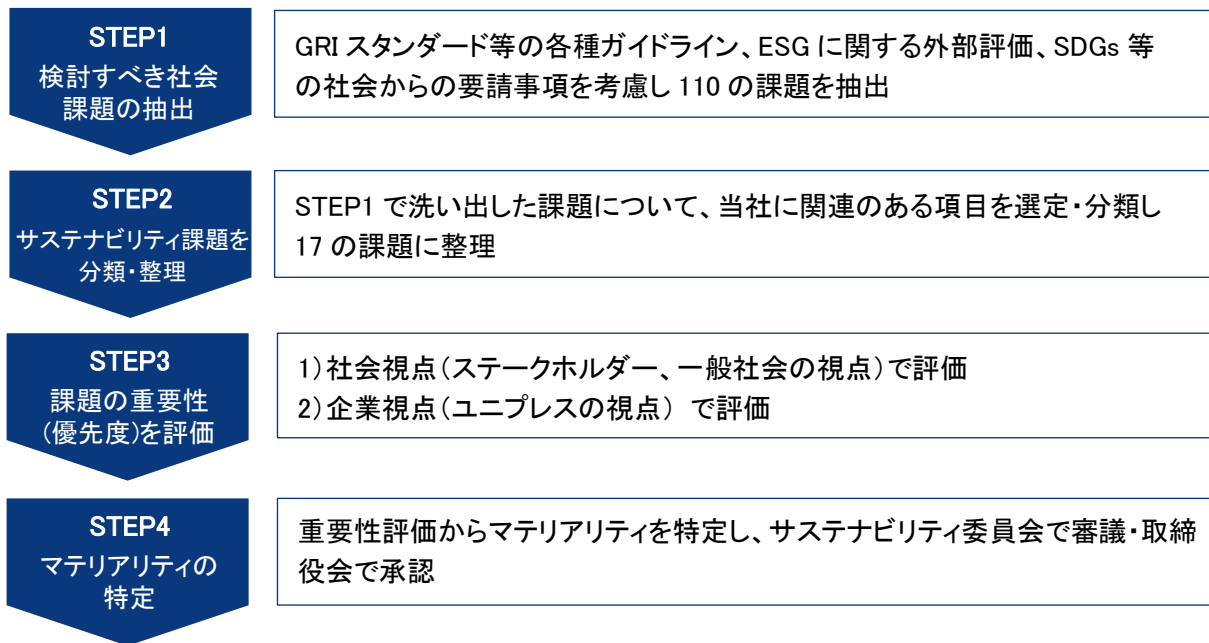 STEP1
検討すべき社会
課題の抽出
GRI スタンダード等の各種ガイドライン、ESG に関する外部評価、SDGs 等
の社会からの要請事項を考慮し 110 の課題を抽出
STEP2
サステナビリティ課題を
分類・整理
STEP1 で洗い出した課題について、当社に関連のある項目を選定・分類し
17 の課題に整理
STEP3
課題の重要性
(優先度)を評価
1)社会視点(ステークホルダー、一般社会の視点)で評価
2)企業視点(ユニプレスの視点) で評価
STEP4
マテリアリティの
特定
重要性評価からマテリアリティを特定し、サステナビリティ委員会で審議・取締
役会で承認